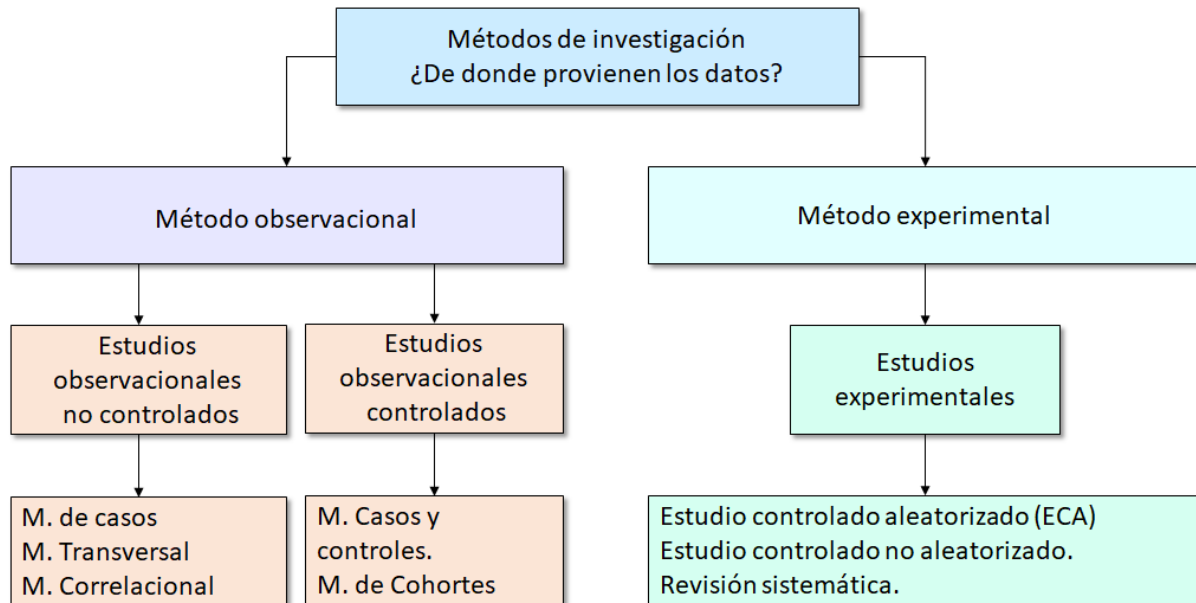 Métodos de investigación
¿De donde provienen los datos?
Método observacional
Método experimental
Estudios
observacionales
no controlados
Estudios
observacionales
controlados
Estudios
experimentales
M. de casos
M. Transversal
M. Correlacional
M. Casos y
controles.
M. de Cohortes
Estudio controlado aleatorizado (ECA)
Estudio controlado no aleatorizado.
Revisión sistemática.